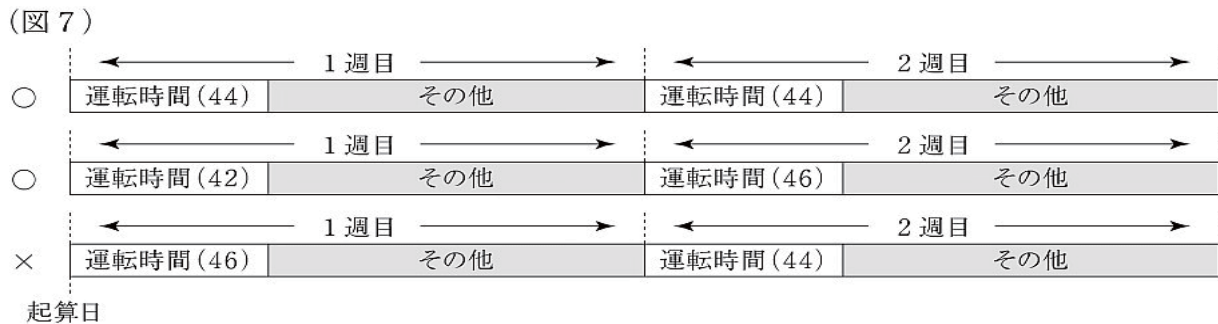 (図7)
1週目 2週目
○ 運転時間(44) その他 運転時間(44) その他
1週目 2週目
○ 運転時間(42) その他 運転時間(46) その他
1週目 2週目
× 運転時間(46) その他 運転時間(44) その他
起算日